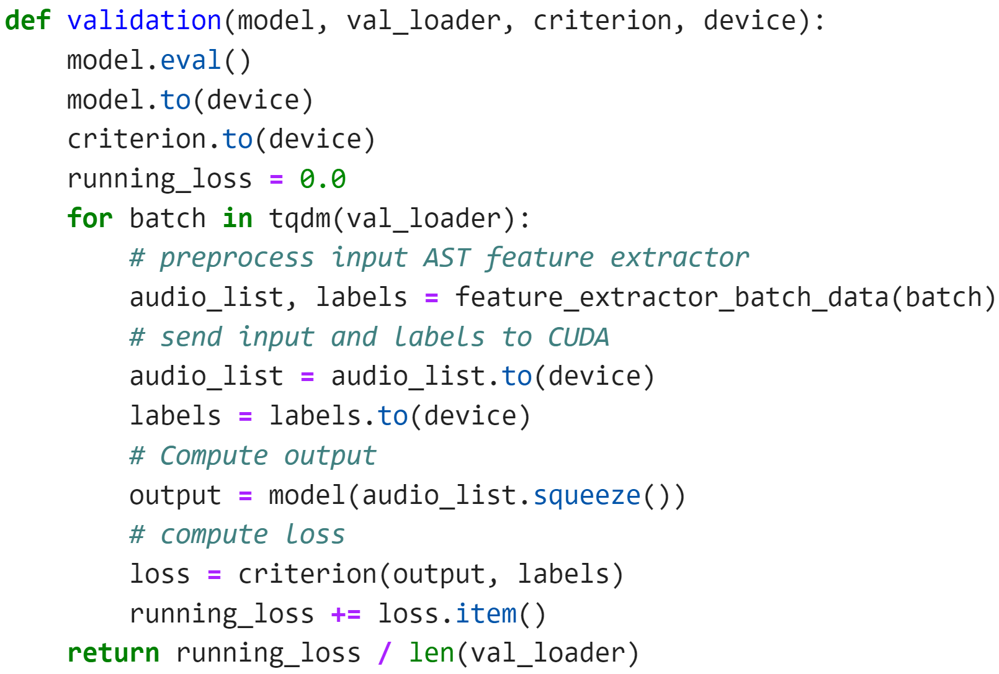 def validation(model, val_loader, criterion, device):
    model.eval()
    model.to(device)
    criterion.to(device)
    running_loss = 0.0
    for batch in tqdm(val_loader):
        # preprocess input AST feature extractor
        audio_list, labels = feature_extractor_batch_data(batch)
        # send input and labels to CUDA
        audio_list = audio_list.to(device)
        labels = labels.to(device)
        # Compute output
        output = model(audio_list.squeeze())
        # compute loss
        loss = criterion(output, labels)
        running_loss += loss.item()
    return running_loss / len(val_loader)